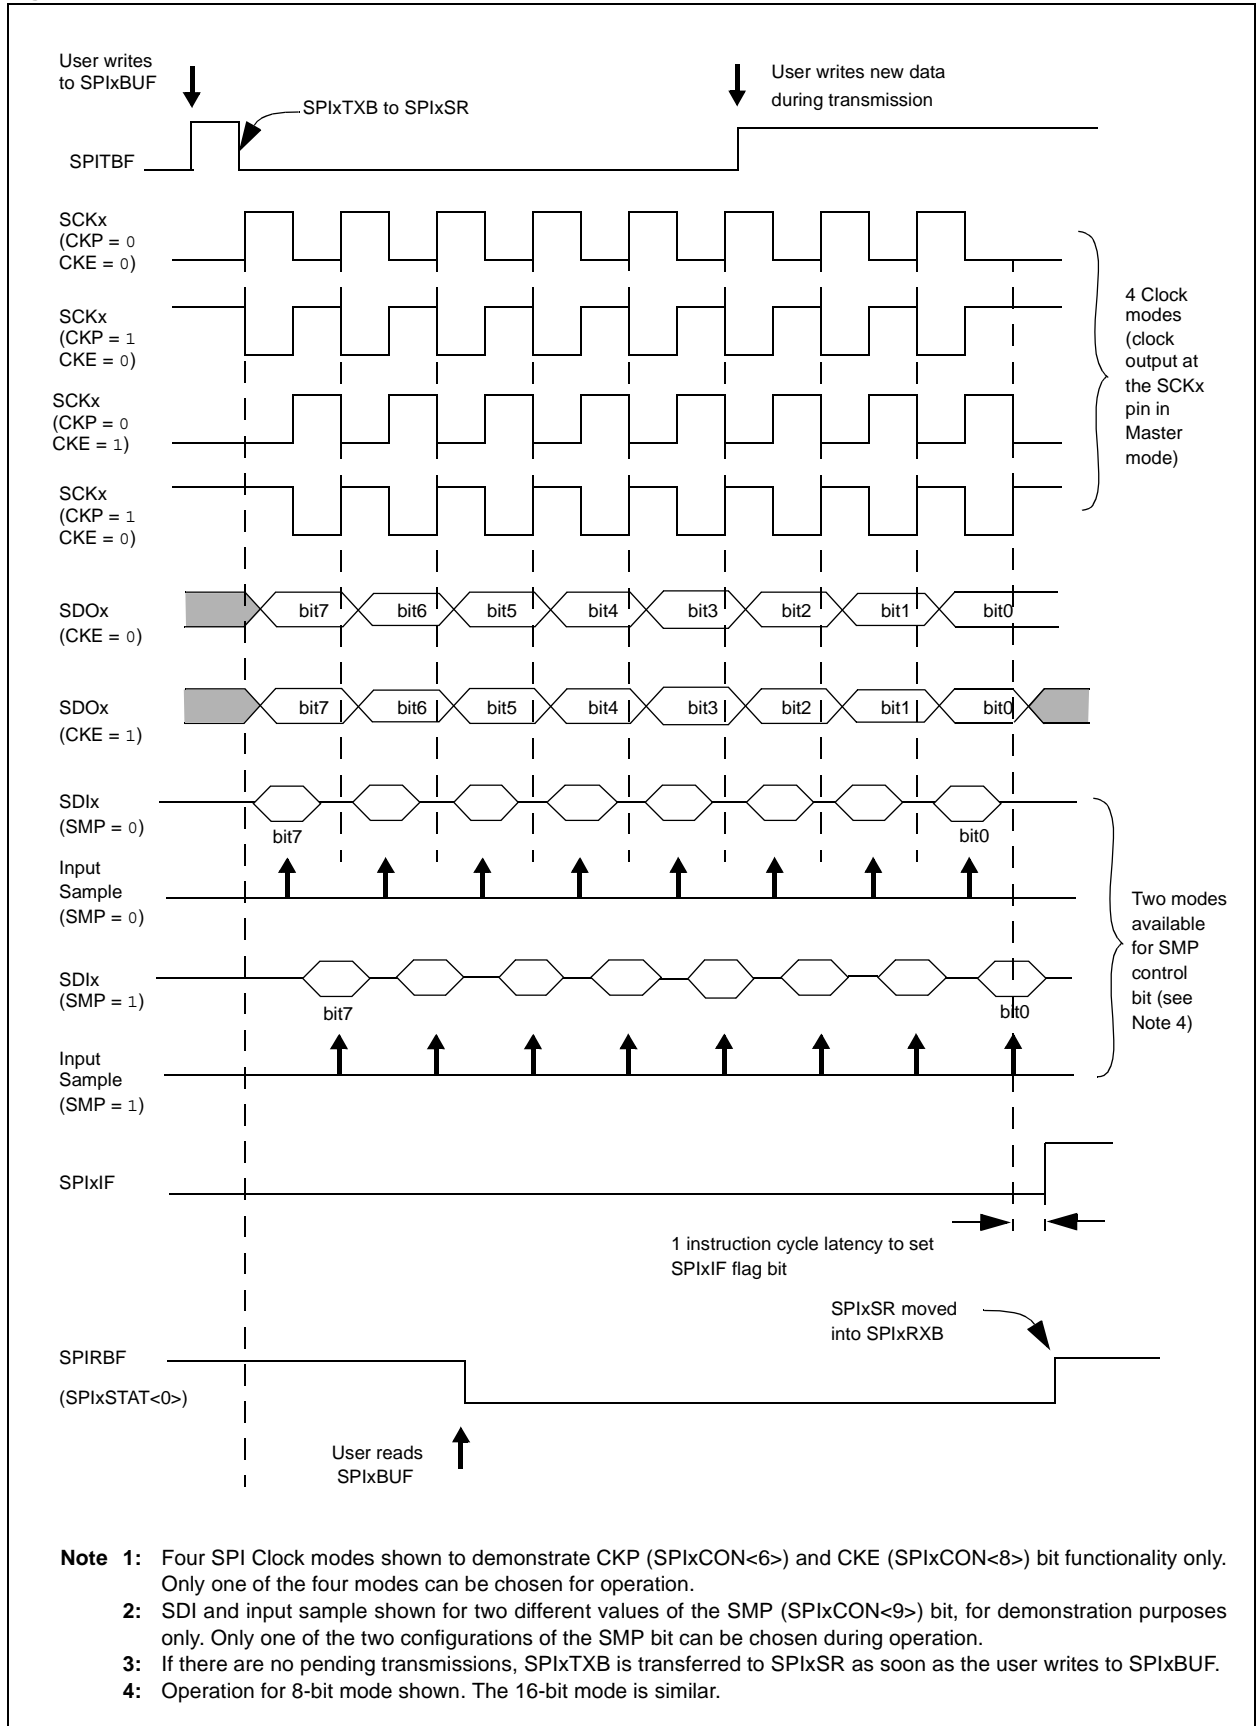 User writes
to SPIxBUF
User writes new data
during transmission
SPIxTXB to SPIxSR
SPITBF
SCKx
(CKP = 0
CKE = 0)
SCKx
(CKP = 1
CKE = 0)
SCKx
(CKP = 0
CKE = 1)
SCKx
(CKP = 1
CKE = 0)
4 Clock
modes
(clock
output at
the SCKx
pin in
Master
mode)
SDOx
(CKE = 0)
bit7 bit6 bit5 bit4 bit3 bit2 bit1 bit0
SDOx
(CKE = 1)
bit7 bit6 bit5 bit4 bit3 bit2 bit1 bit0
SDIx
(SMP = 0)
bit7 bit0
Input
Sample
(SMP = 0)
SDIx
(SMP = 1)
bit7 bit0
Input
Sample
(SMP = 1)
Two modes
available
for SMP
control
bit (see
Note 4)
SPIxIF
1 instruction cycle latency to set
SPIxIF flag bit
SPIxSR moved
into SPIxRXB
SPIRBF
(SPIxSTAT<0>)
User reads
SPIxBUF
Note 1: Four SPI Clock modes shown to demonstrate CKP (SPIxCON<6>) and CKE (SPIxCON<8>) bit functionality only.
Only one of the four modes can be chosen for operation.
2: SDI and input sample shown for two different values of the SMP (SPIxCON<9>) bit, for demonstration purposes
only. Only one of the two configurations of the SMP bit can be chosen during operation.
3: If there are no pending transmissions, SPIxTXB is transferred to SPIxSR as soon as the user writes to SPIxBUF.
4: Operation for 8-bit mode shown. The 16-bit mode is similar.